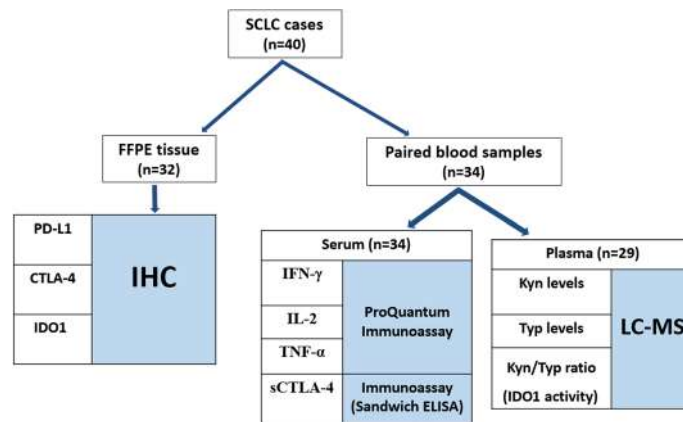 SCLC cases
(n=40)
FFPE tissue
(n=32)
Paired blood samples
(n=34)
PD-L1
CTLA-4
IDO1
IHC
Serum (n=34)
IFN-γ
IL-2
TNF-α
ProQuantum
Immunoassay
sCTLA-4
Immunoassay
(Sandwich ELISA)
Plasma (n=29)
Kyn levels
Typ levels
Kyn/Typ ratio
(IDO1 activity)
LC-MS